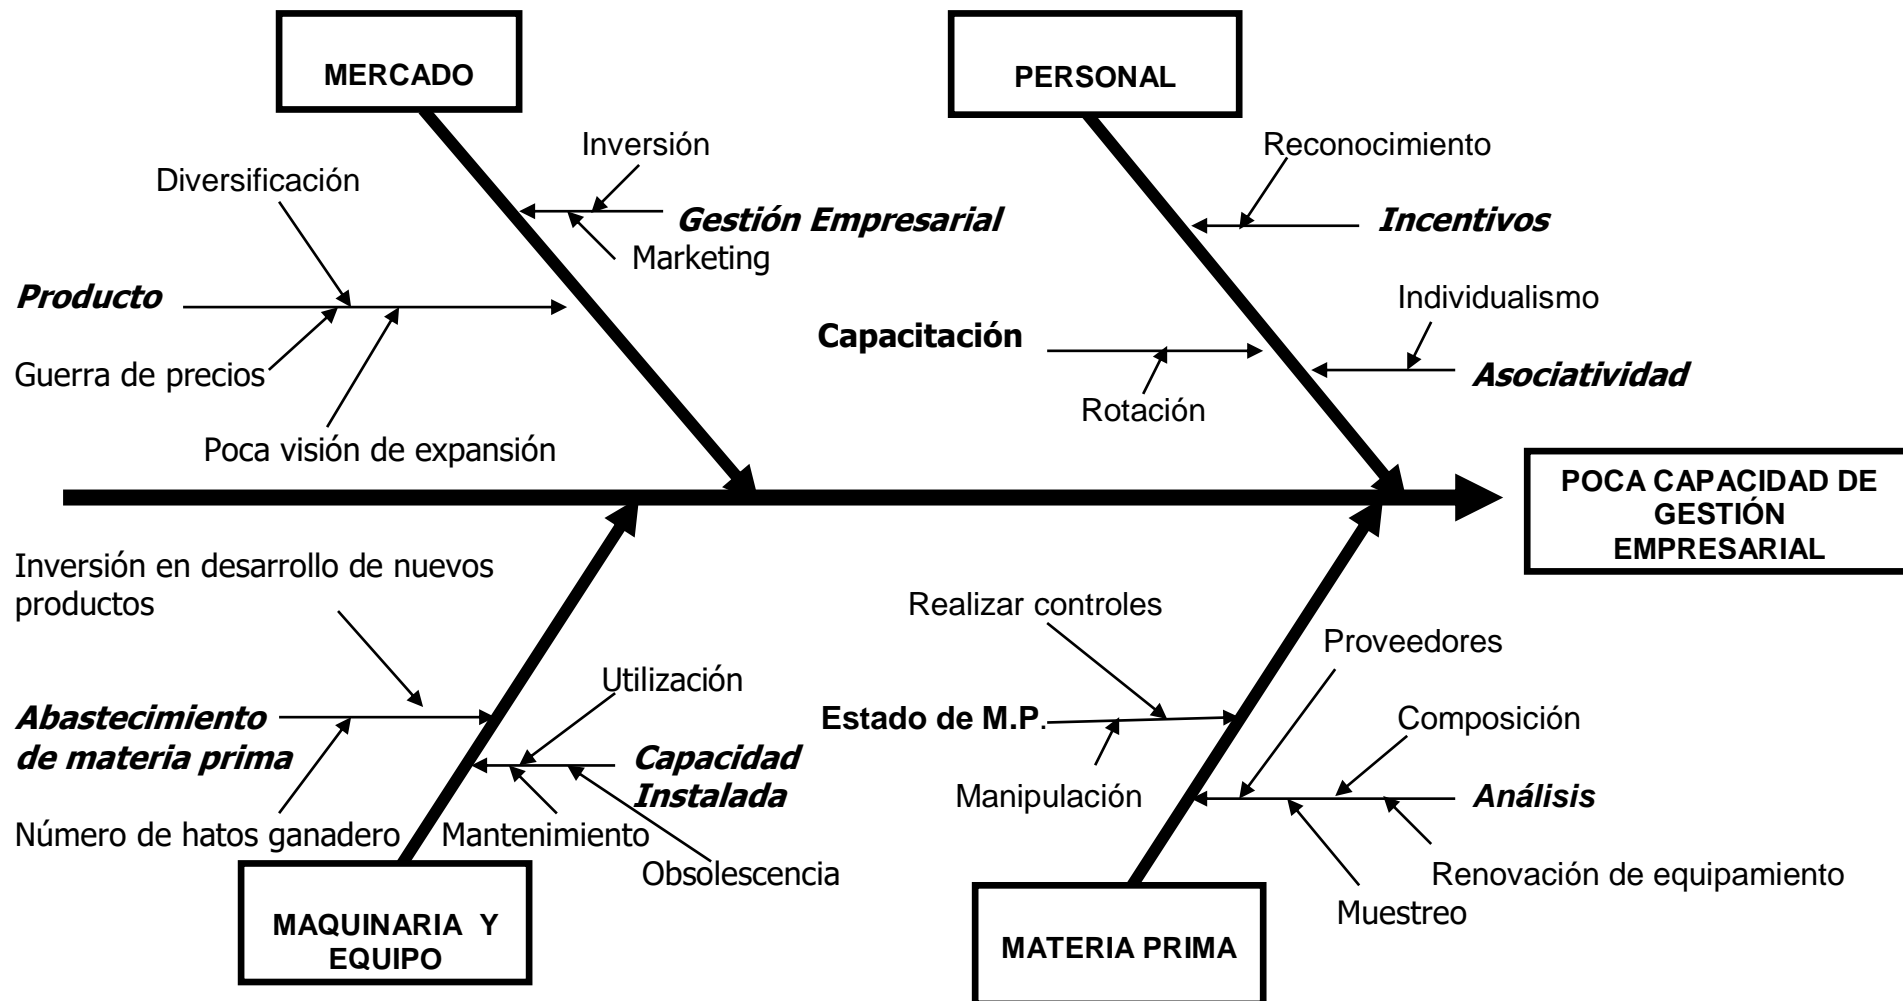 MERCADO
PERSONAL
Inversión
Reconocimiento
Diversificación
Gestión Empresarial
Incentivos
Marketing
Producto
Individualismo
Capacitación
Guerra de precios
Asociatividad
Rotación
Poca visión de expansión
POCA CAPACIDAD DE
GESTIÓN
EMPRESARIAL
Inversión en desarrollo de nuevos
productos
Realizar controles
Proveedores
Utilización
Abastecimiento
de materia prima
Estado de M.P.
Composición
Capacidad
Instalada
Manipulación
Análisis
Número de hatos ganadero
Mantenimiento
Obsolescencia
Renovación de equipamiento
Muestreo
MAQUINARIA Y
EQUIPO
MATERIA PRIMA